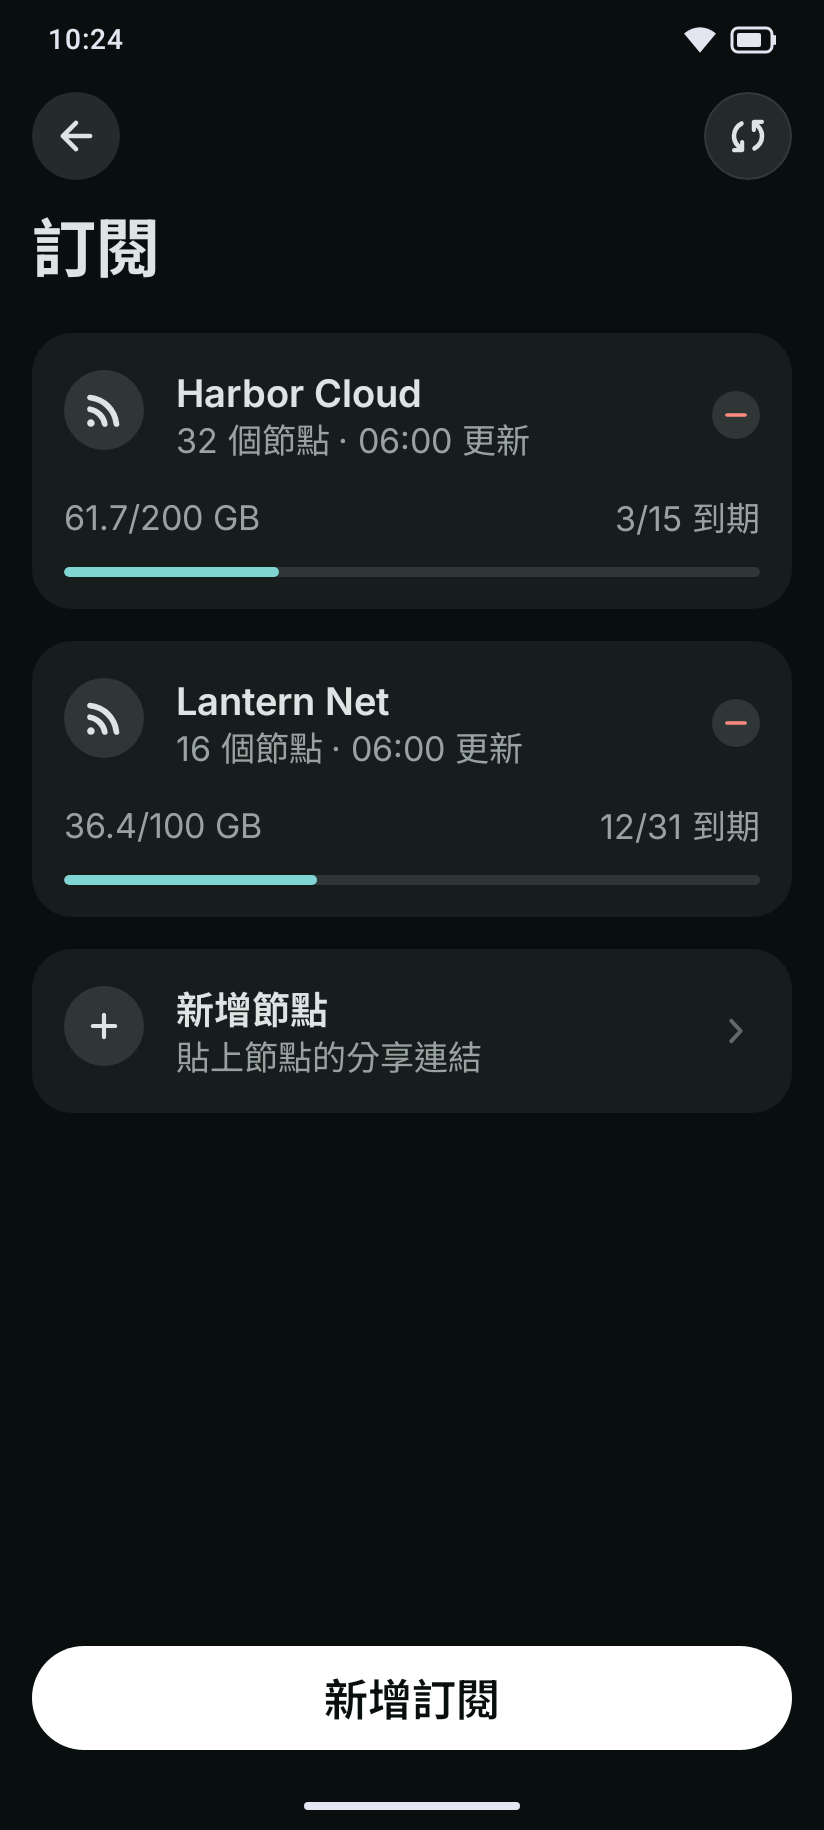 10:24
訂閱
Harbor Cloud
32 個節點 · 06:00 更新
61.7/200 GB
3/15 到期
Lantern Net
16 個節點 · 06:00 更新
36.4/100 GB
12/31 到期
新增節點
貼上節點的分享連結
新增訂閱